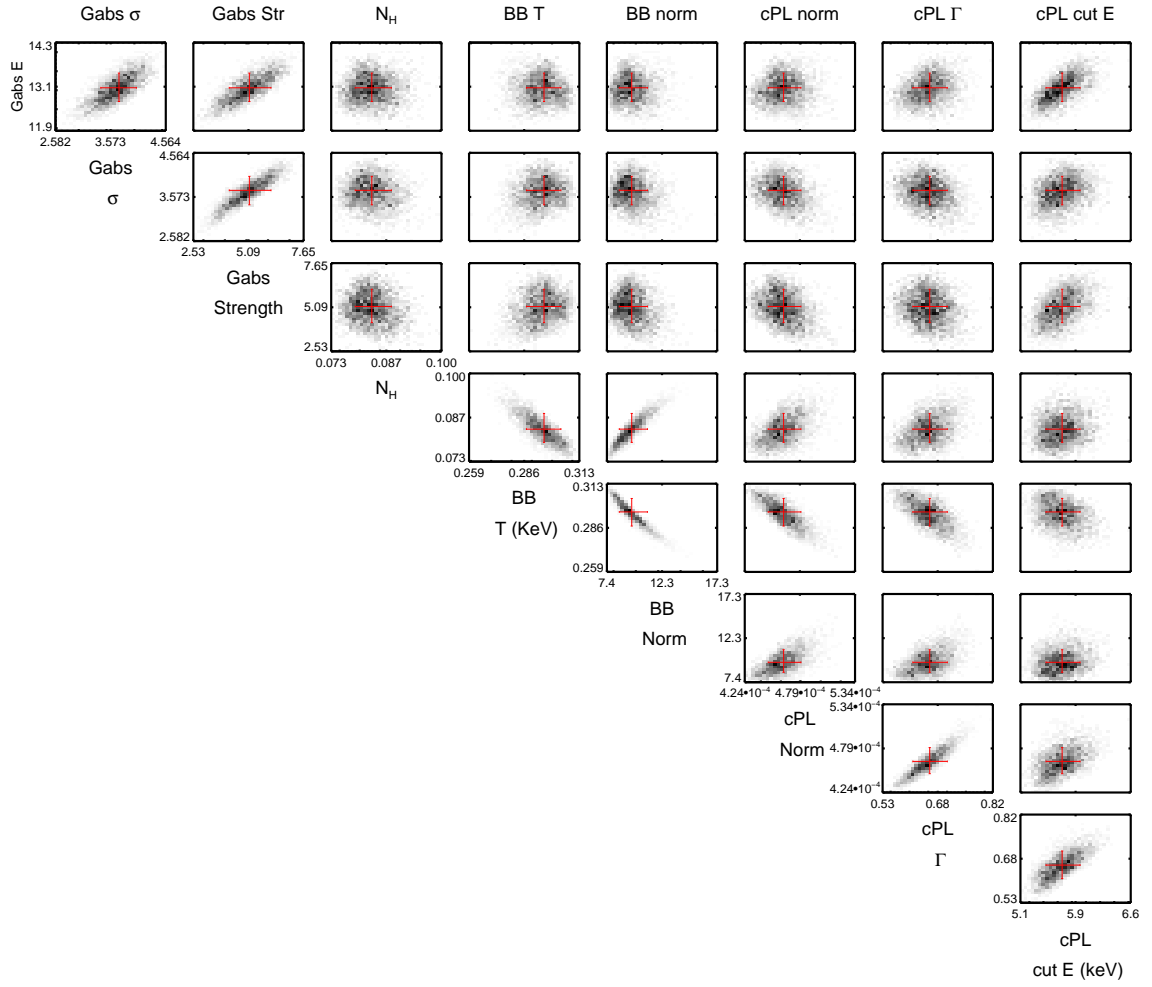 Gabs σ Gabs Str N_H BB T BB norm cPL norm cPL Γ cPL cut E
14.3
Gabs E
13.1
11.9
2.582 3.573 4.564
Gabs
σ
4.564
3.573
2.582
2.53 5.09 7.65
Gabs
Strength
7.65
5.09
2.53
0.073 0.087 0.100
N_H
0.100
0.087
0.073
0.259 0.286 0.313
BB
T (KeV)
0.313
0.286
0.259
7.4 12.3 17.3
BB
Norm
17.3
12.3
7.4
4.24•10⁻⁴ 4.79•10⁻⁴ 5.34•10⁻⁴
cPL
Norm
5.34•10⁻⁴
4.79•10⁻⁴
4.24•10⁻⁴
0.53 0.68 0.82
cPL
Γ
0.82
0.68
0.53
5.1 5.9 6.6
cPL
cut E (keV)